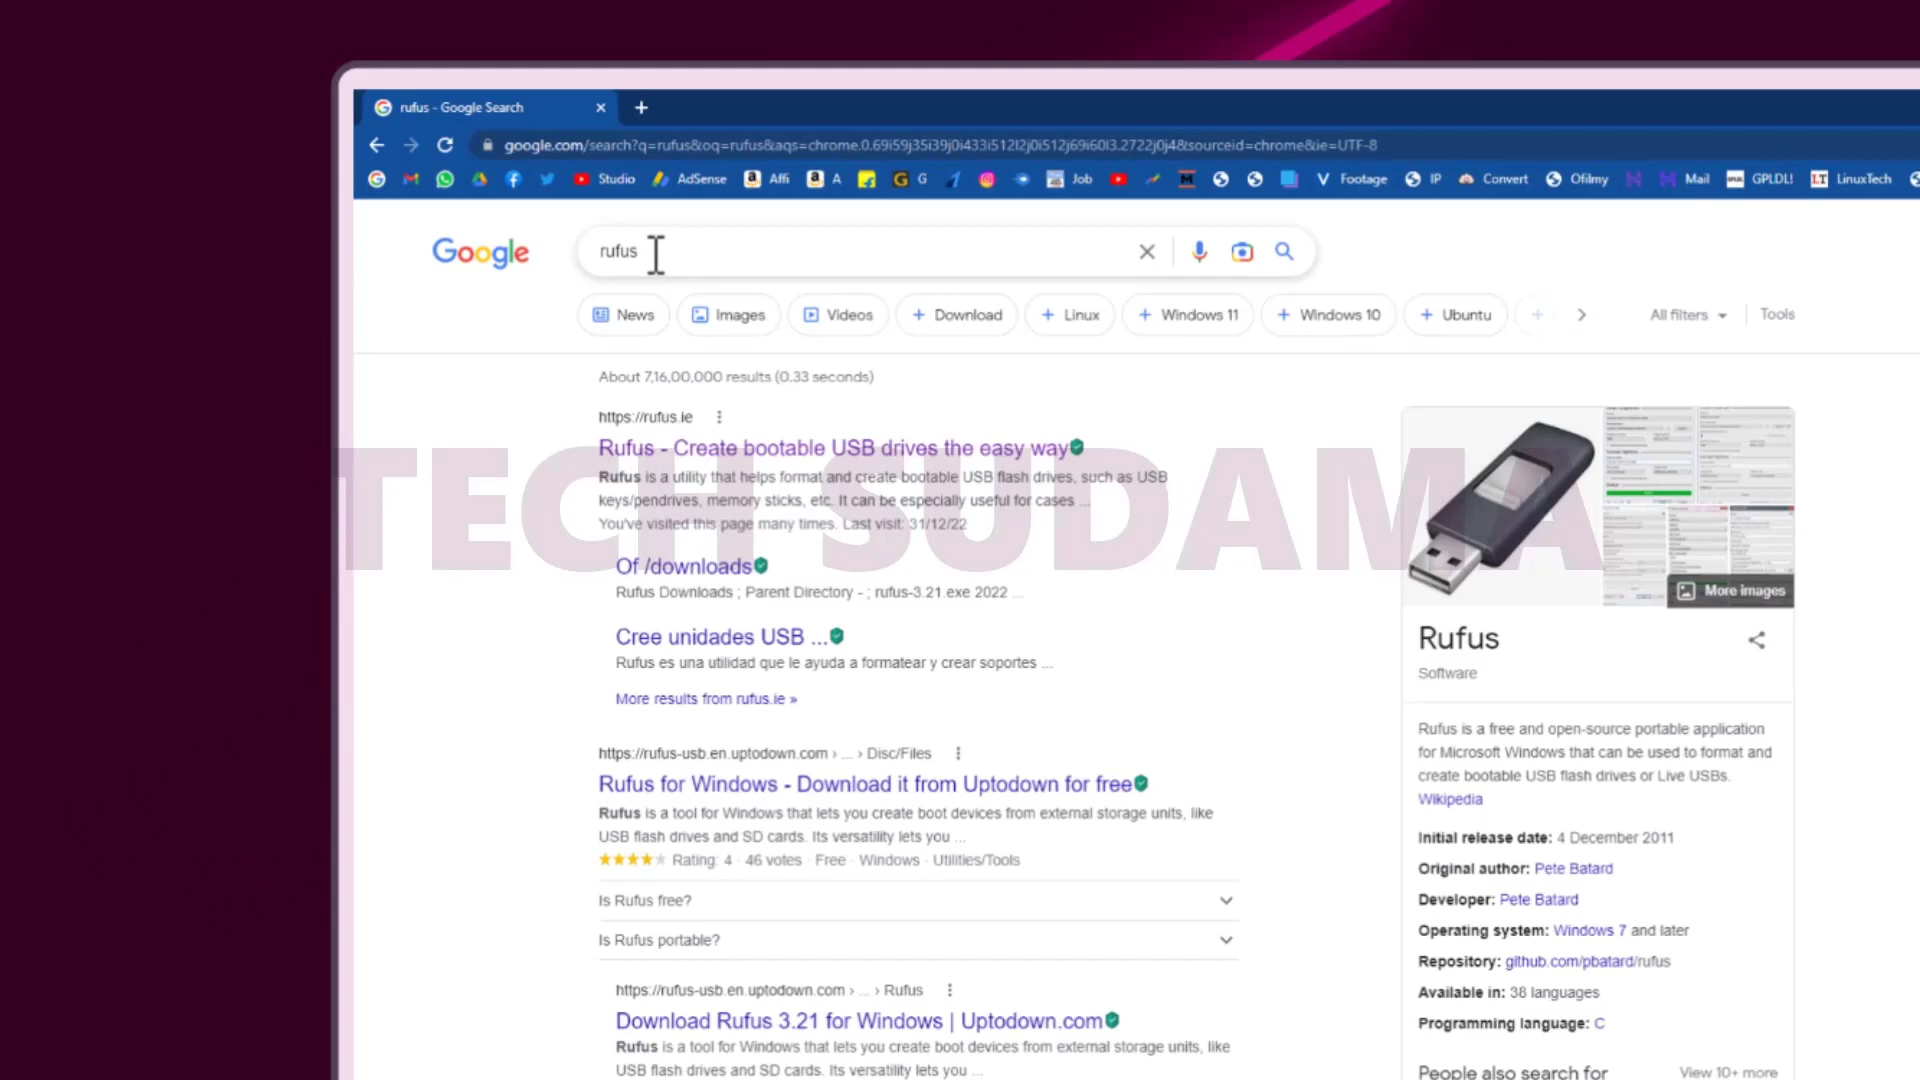 rufus - Google Search
google.com/search?q=rufus&oq=rufus&aqs=chrome.0.69i59j35i39j0i433i512l2j0i512j69i60l3.2722j0j4&sourceid=chrome&ie=UTF-8
Studio AdSense Affi A G Job Footage IP Convert Ofilmy Mail GPLDL! LinuxTech
Google
rufus
News Images Videos + Download + Linux + Windows 11 + Windows 10 + Ubuntu All filters Tools
About 7,16,00,000 results (0.33 seconds)
https://rufus.ie
Rufus - Create bootable USB drives the easy way
Rufus is a utility that helps format and create bootable USB flash drives, such as USB
keys/pendrives, memory sticks, etc. It can be especially useful for cases ...
You've visited this page many times. Last visit: 31/12/22
TECH SUDAMA
Of /downloads
Rufus Downloads ; Parent Directory - ; rufus-3.21.exe 2022 ...
Cree unidades USB ...
Rufus es una utilidad que le ayuda a formatear y crear soportes ...
More results from rufus.ie »
https://rufus-usb.en.uptodown.com › ... › Disc/Files
Rufus for Windows - Download it from Uptodown for free
Rufus is a tool for Windows that lets you create boot devices from external storage units, like
USB flash drives and SD cards. Its versatility lets you ...
Rating: 4 · 46 votes · Free · Windows · Utilities/Tools
Is Rufus free?
Is Rufus portable?
https://rufus-usb.en.uptodown.com › ... › Rufus
Download Rufus 3.21 for Windows | Uptodown.com
Rufus is a tool for Windows that lets you create boot devices from external storage units, like
USB flash drives and SD cards. Its versatility lets you ...
More images
Rufus
Software
Rufus is a free and open-source portable application
for Microsoft Windows that can be used to format and
create bootable USB flash drives or Live USBs.
Wikipedia
Initial release date: 4 December 2011
Original author: Pete Batard
Developer: Pete Batard
Operating system: Windows 7 and later
Repository: github.com/pbatard/rufus
Available in: 38 languages
Programming language: C
People also search for View 10+ more